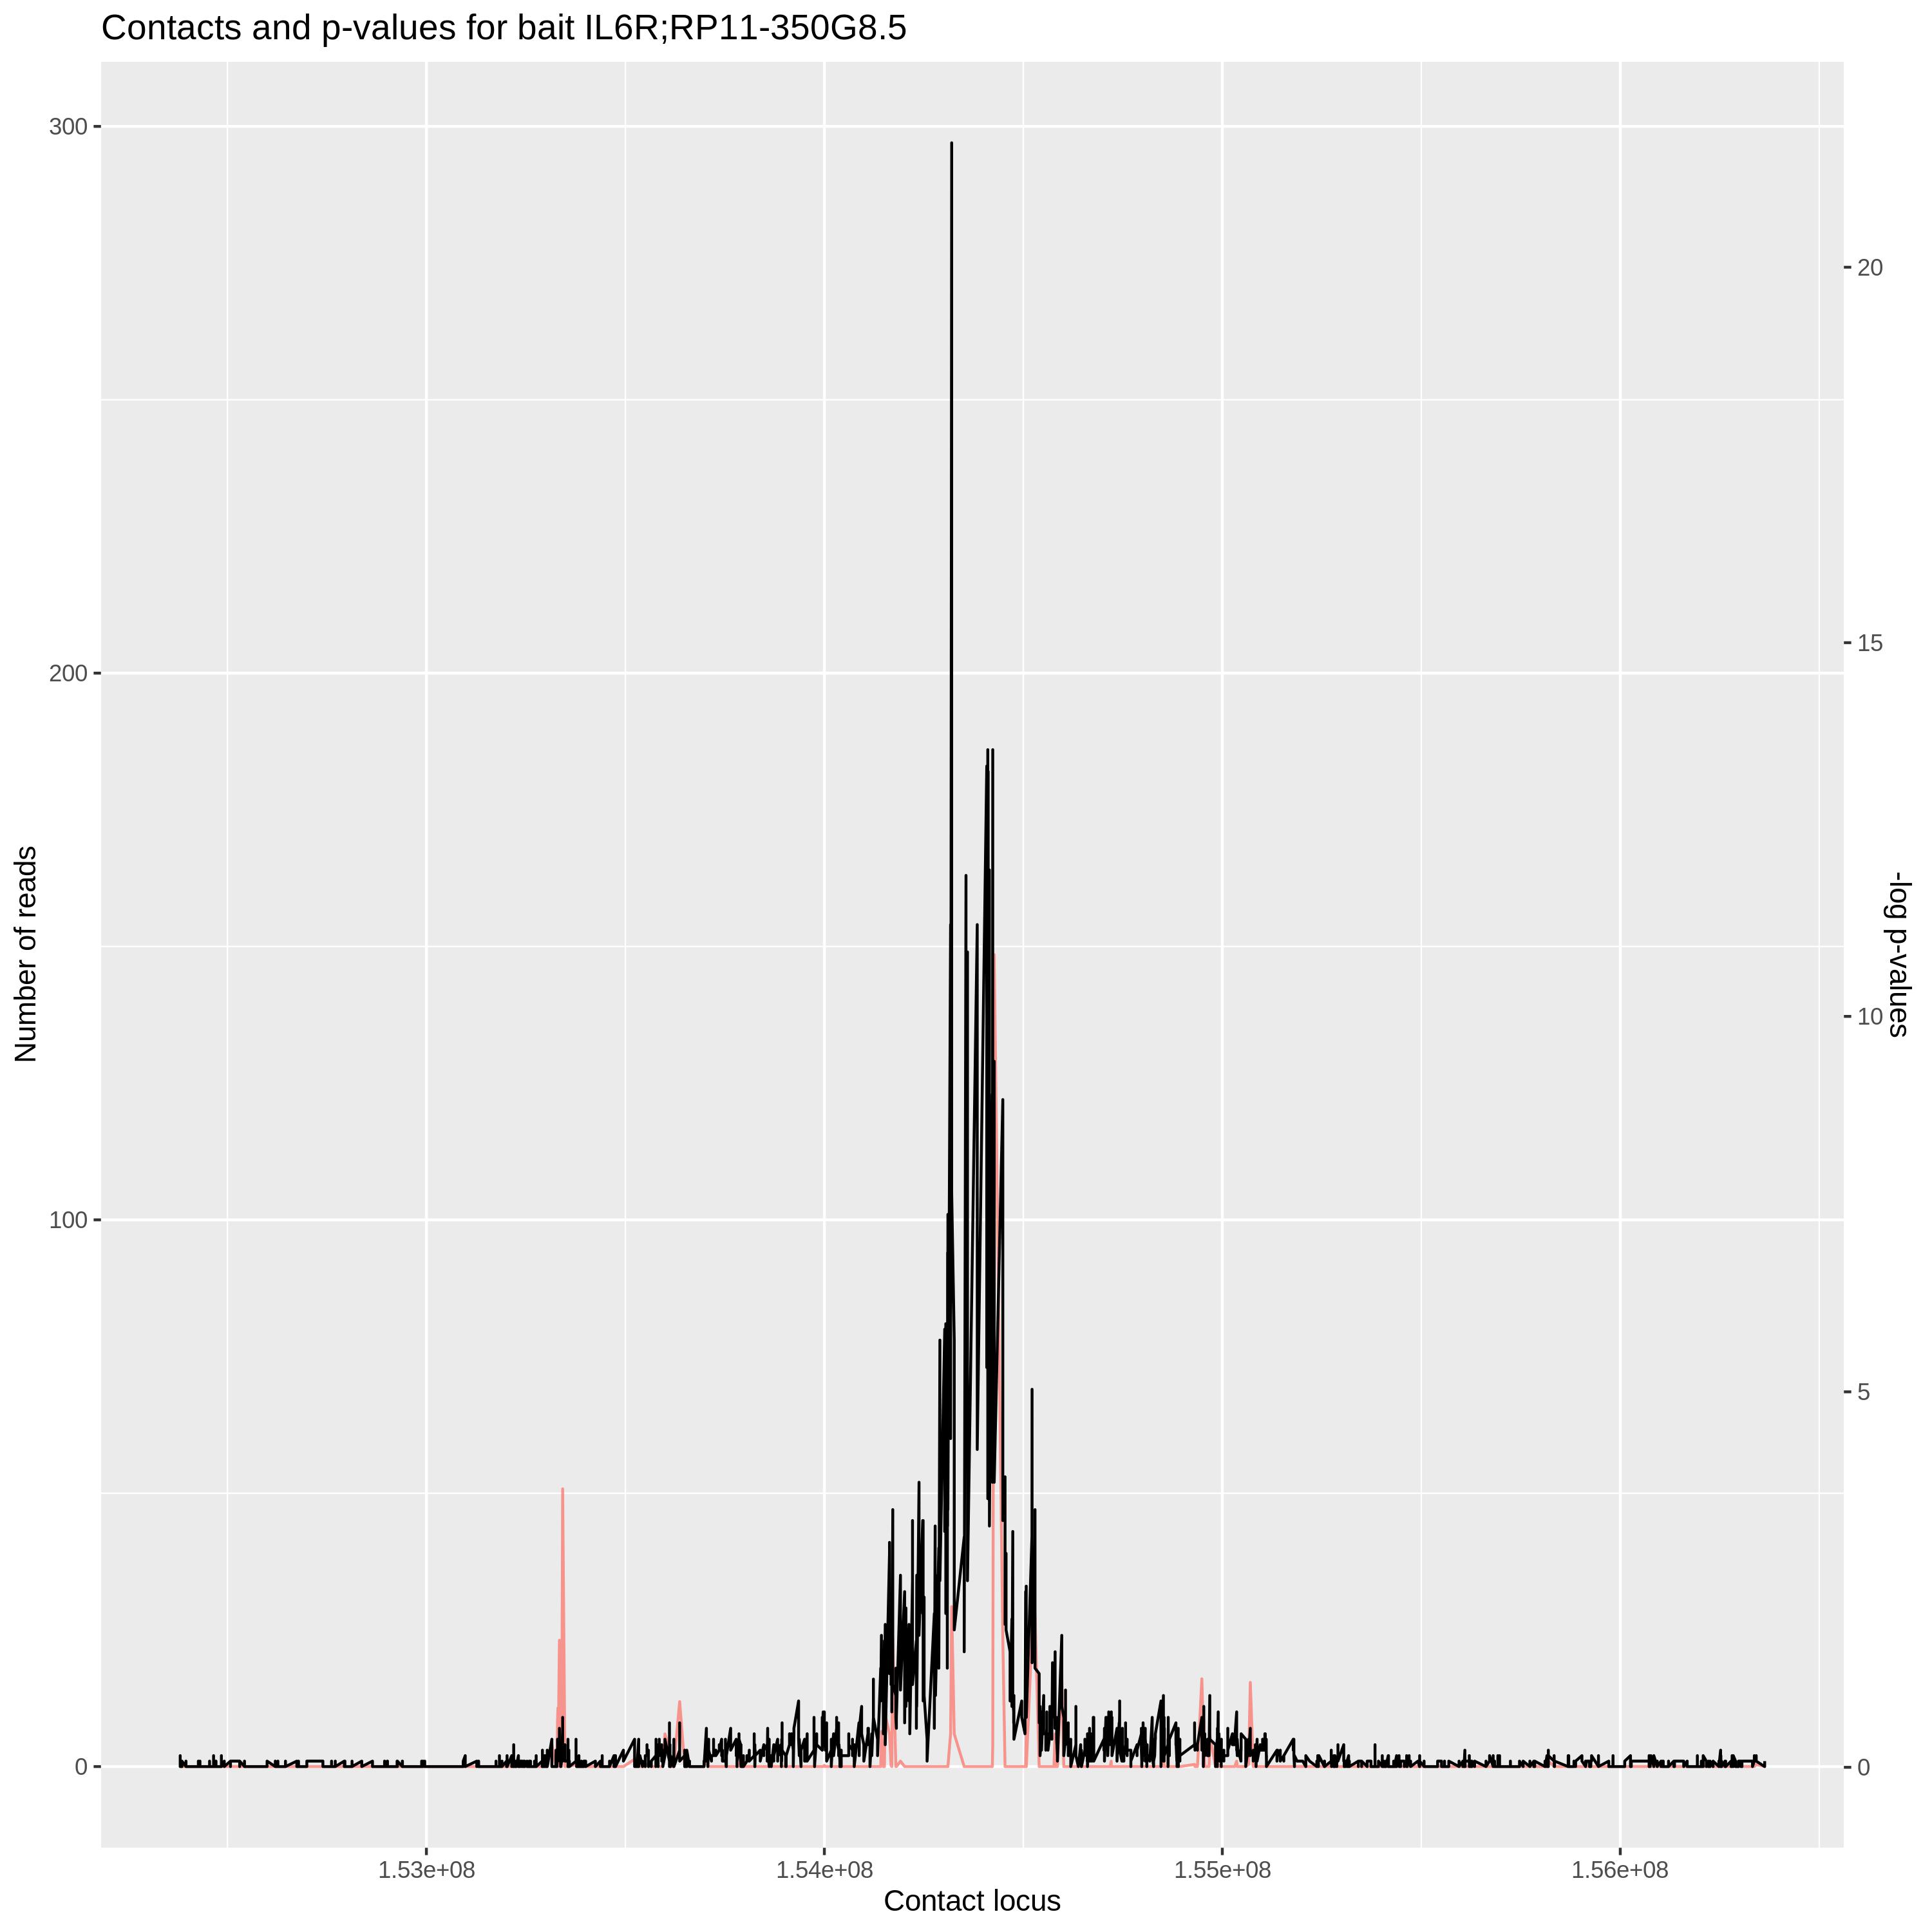 Contacts and p-values for bait IL6R;RP11-350G8.5
300
200
100
0
Number of reads
20
15
10
5
0
-log p-values
1.53e+08
1.54e+08
1.55e+08
1.56e+08
Contact locus